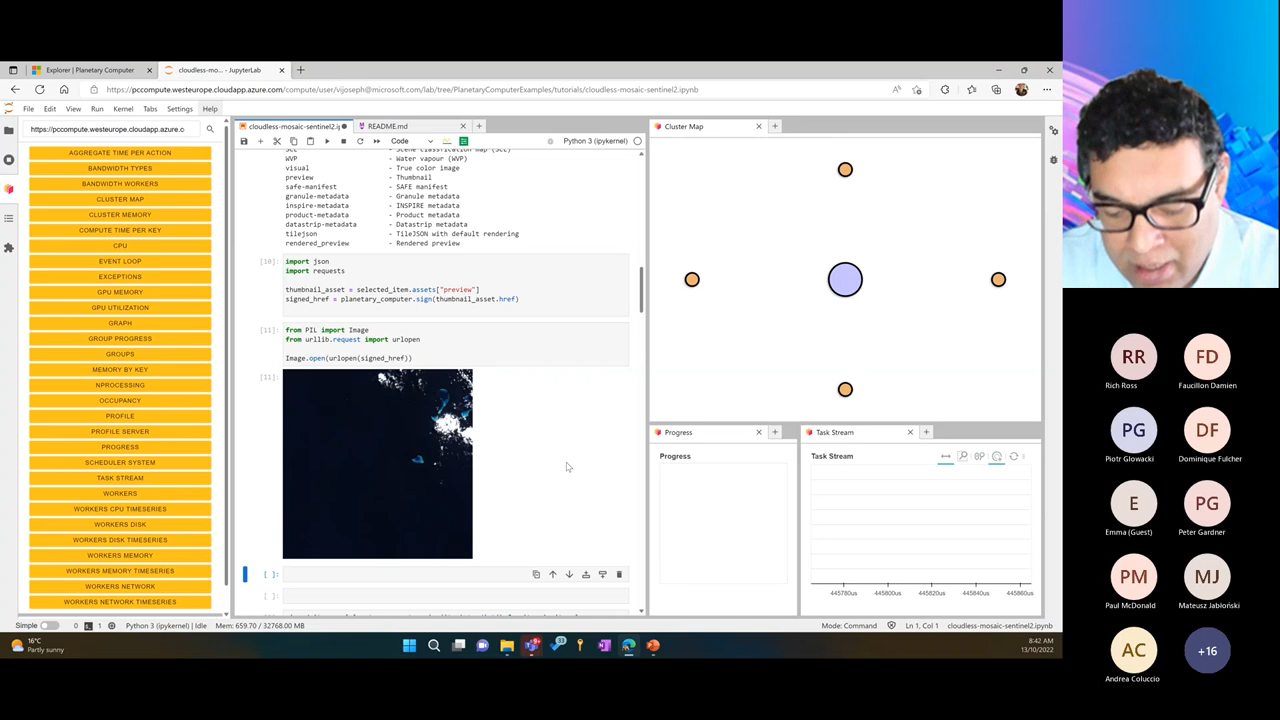 Explorer | Planetary Computer
cloudless-mo... - JupyterLab
https://pccompute.westeurope.cloudapp.azure.com/compute/user/vijoseph@microsoft.com/lab/tree/PlanetaryComputerExamples/tutorials/cloudless-mosaic-sentinel2.ipynb
File Edit View Run Kernel Tabs Settings Help
https://pccompute.westeurope.cloudapp.azure.c
AGGREGATE TIME PER ACTION
BANDWIDTH TYPES
BANDWIDTH WORKERS
CLUSTER MAP
CLUSTER MEMORY
COMPUTE TIME PER KEY
CPU
EVENT LOOP
EXCEPTIONS
GPU MEMORY
GPU UTILIZATION
GRAPH
GROUP PROGRESS
GROUPS
MEMORY BY KEY
NPROCESSING
OCCUPANCY
PROFILE
PROFILE SERVER
PROGRESS
SCHEDULER SYSTEM
TASK STREAM
WORKERS
WORKERS CPU TIMESERIES
WORKERS DISK
WORKERS DISK TIMESERIES
WORKERS MEMORY
WORKERS MEMORY TIMESERIES
WORKERS NETWORK
WORKERS NETWORK TIMESERIES
cloudless-mosaic-sentinel2.ip
README.md
Code
Python 3 (ipykernel)
SCL - Scene classfication map (SCL)
WVP - Water vapour (WVP)
visual - True color image
preview - Thumbnail
safe-manifest - SAFE manifest
granule-metadata - Granule metadata
inspire-metadata - INSPIRE metadata
product-metadata - Product metadata
datastrip-metadata - Datastrip metadata
tilejson - TileJSON with default rendering
rendered_preview - Rendered preview
[10]: import json
import requests
thumbnail_asset = selected_item.assets["preview"]
signed_href = planetary_computer.sign(thumbnail_asset.href)
[11]: from PIL import Image
from urllib.request import urlopen
Image.open(urlopen(signed_href))
[11]:
[ ]:
[ ]:
Cluster Map
Progress
Progress
Task Stream
Task Stream
445780us 445800us 445820us 445840us 445860us
Simple 0 1 Python 3 (ipykernel) | Idle Mem: 659.70 / 32768.00 MB
Mode: Command Ln 1, Col 1 cloudless-mosaic-sentinel2.ipynb
16°C
Partly sunny
8:42 AM
13/10/2022
RR
Rich Ross
FD
Faucillon Damien
PG
Piotr Glowacki
DF
Dominique Fulcher
E
Emma (Guest)
PG
Peter Gardner
PM
Paul McDonald
MJ
Mateusz Jabłoński
AC
Andrea Coluccio
+16